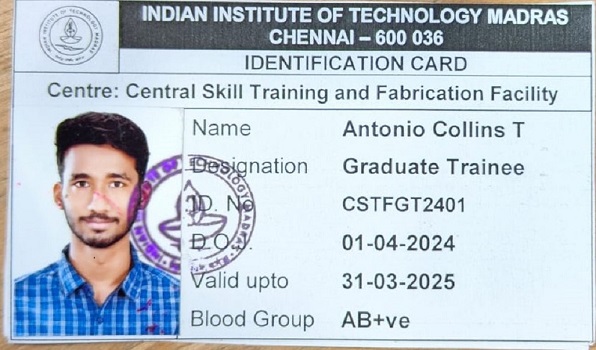 INDIAN INSTITUTE OF TECHNOLOGY MADRAS
CHENNAI – 600 036
IDENTIFICATION CARD
Centre: Central Skill Training and Fabrication Facility
Name Antonio Collins T
Designation Graduate Trainee
ID. No CSTFGT2401
D.O. 01-04-2024
Valid upto 31-03-2025
Blood Group AB+ve